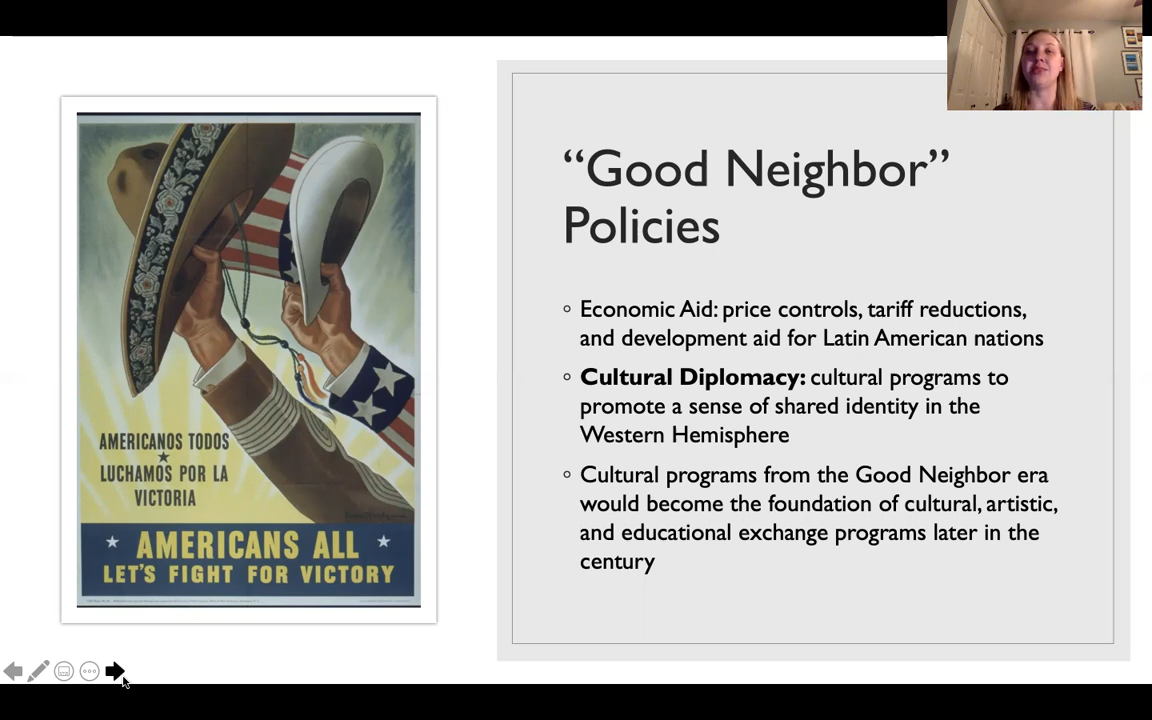 “Good Neighbor”
Policies
◦ Economic Aid: price controls, tariff reductions,
and development aid for Latin American nations
◦ Cultural Diplomacy: cultural programs to
promote a sense of shared identity in the
Western Hemisphere
◦ Cultural programs from the Good Neighbor era
would become the foundation of cultural, artistic,
and educational exchange programs later in the
century
AMERICANOS TODOS
LUCHAMOS POR LA
VICTORIA
AMERICANS ALL
LET'S FIGHT FOR VICTORY